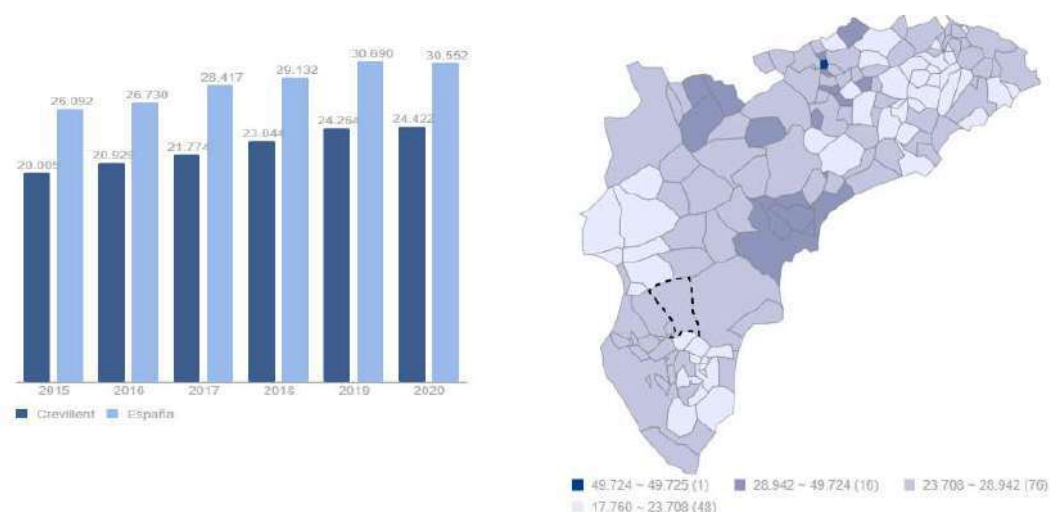 26.092 26.730 28.417 29.132 30.690 30.552
20.005 20.929 21.774 23.044 24.264 24.422
2015 2016 2017 2018 2019 2020
Crevillent España
49.724 ~ 49.725 (1) 28.942 ~ 49.724 (16) 23.708 ~ 28.942 (76)
17.760 ~ 23.708 (48)